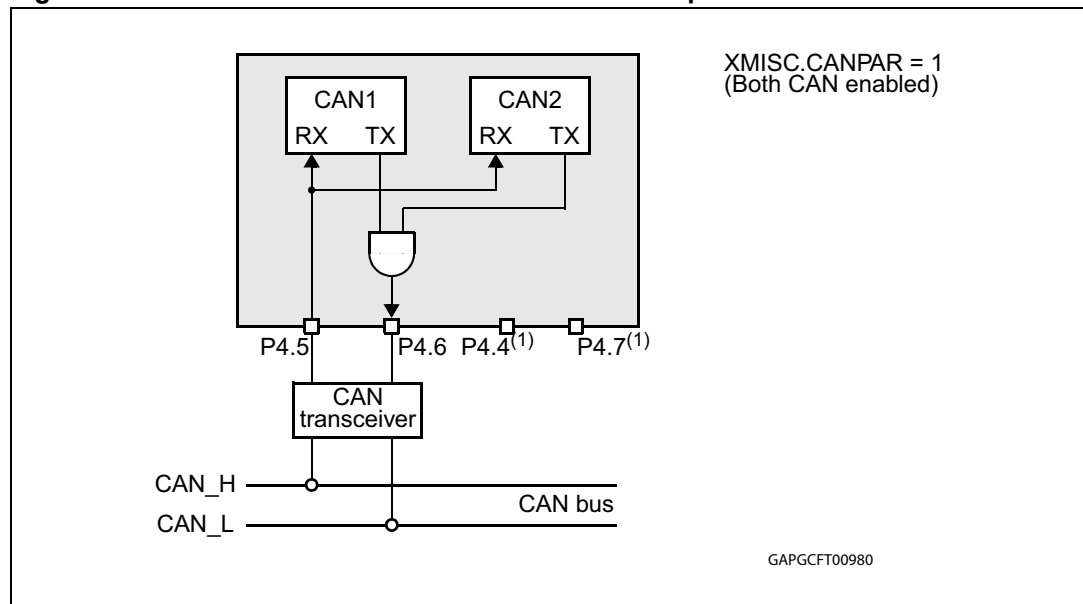 XMISC.CANPAR = 1
(Both CAN enabled)
CAN1
CAN2
RX TX
RX TX
P4.5
P4.6
P4.4(1)
P4.7(1)
CAN
transceiver
CAN_H
CAN bus
CAN_L
GAPGCFT00980